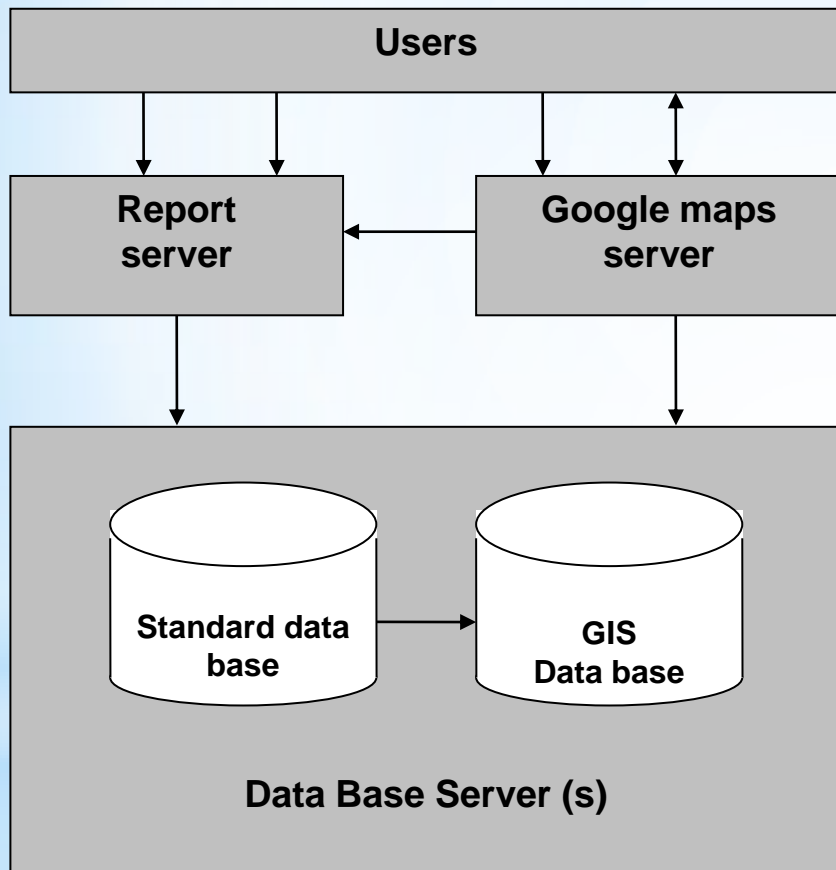 Users
Report
server
Google maps
server
Standard data
base
GIS
Data base
Data Base Server (s)